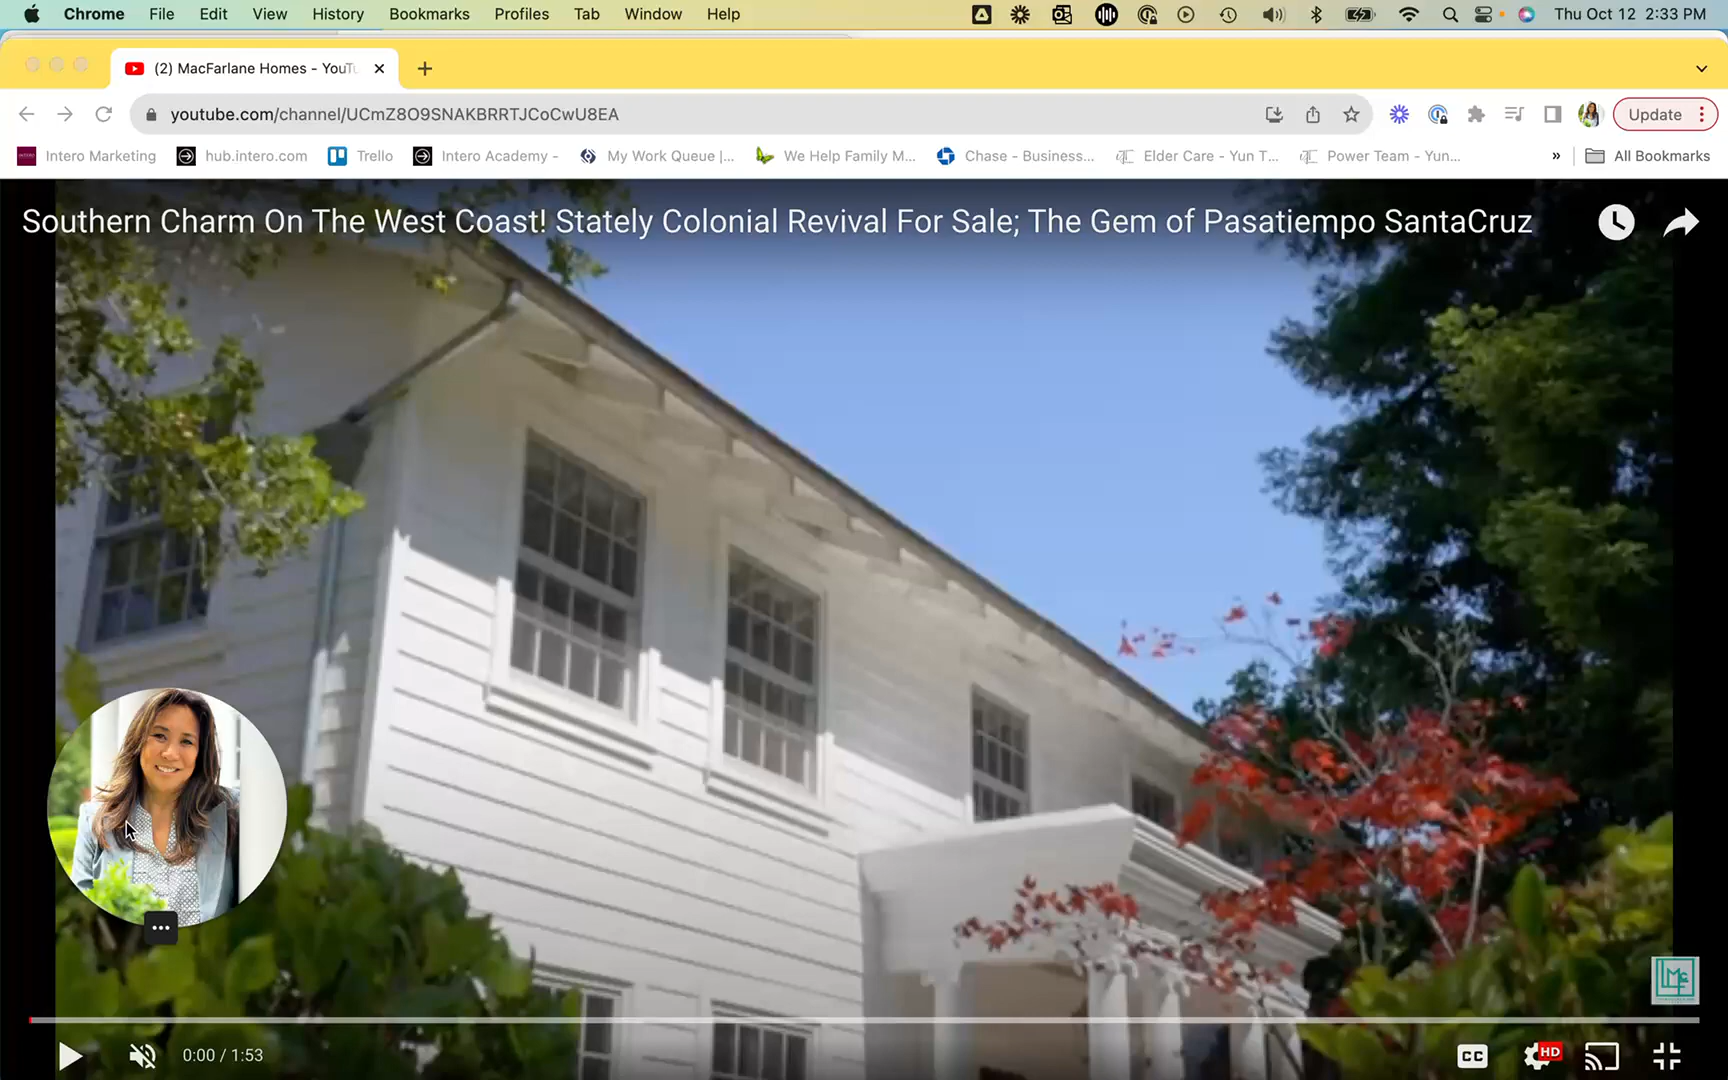 Chrome File Edit View History Bookmarks Profiles Tab Window Help Thu Oct 12 2:33 PM
(2) MacFarlane Homes - YouTu
youtube.com/channel/UCmZ8O9SNAKBRRTJCoCwU8EA Update
Intero Marketing hub.intero.com Trello Intero Academy - My Work Queue |... We Help Family M... Chase - Business... Elder Care - Yun T... Power Team - Yun... » All Bookmarks
Southern Charm On The West Coast! Stately Colonial Revival For Sale; The Gem of Pasatiempo SantaCruz
0:00 / 1:53 CC HD